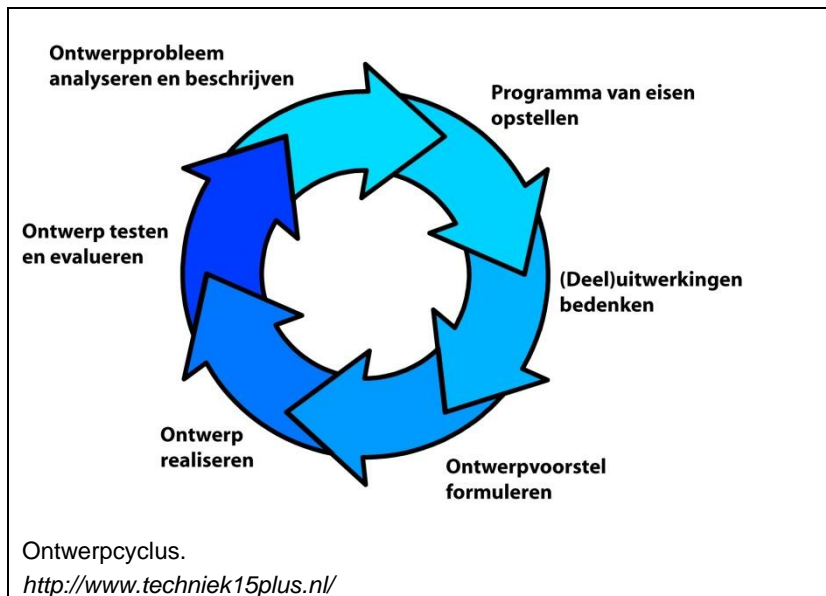 Ontwerpprobleem
analyseren en beschrijven
Programma van eisen
opstellen
(Deel)uitwerkingen
bedenken
Ontwerpvoorstel
formuleren
Ontwerp
realiseren
Ontwerp testen
en evalueren
Ontwerpcyclus.
http://www.techniek15plus.nl/